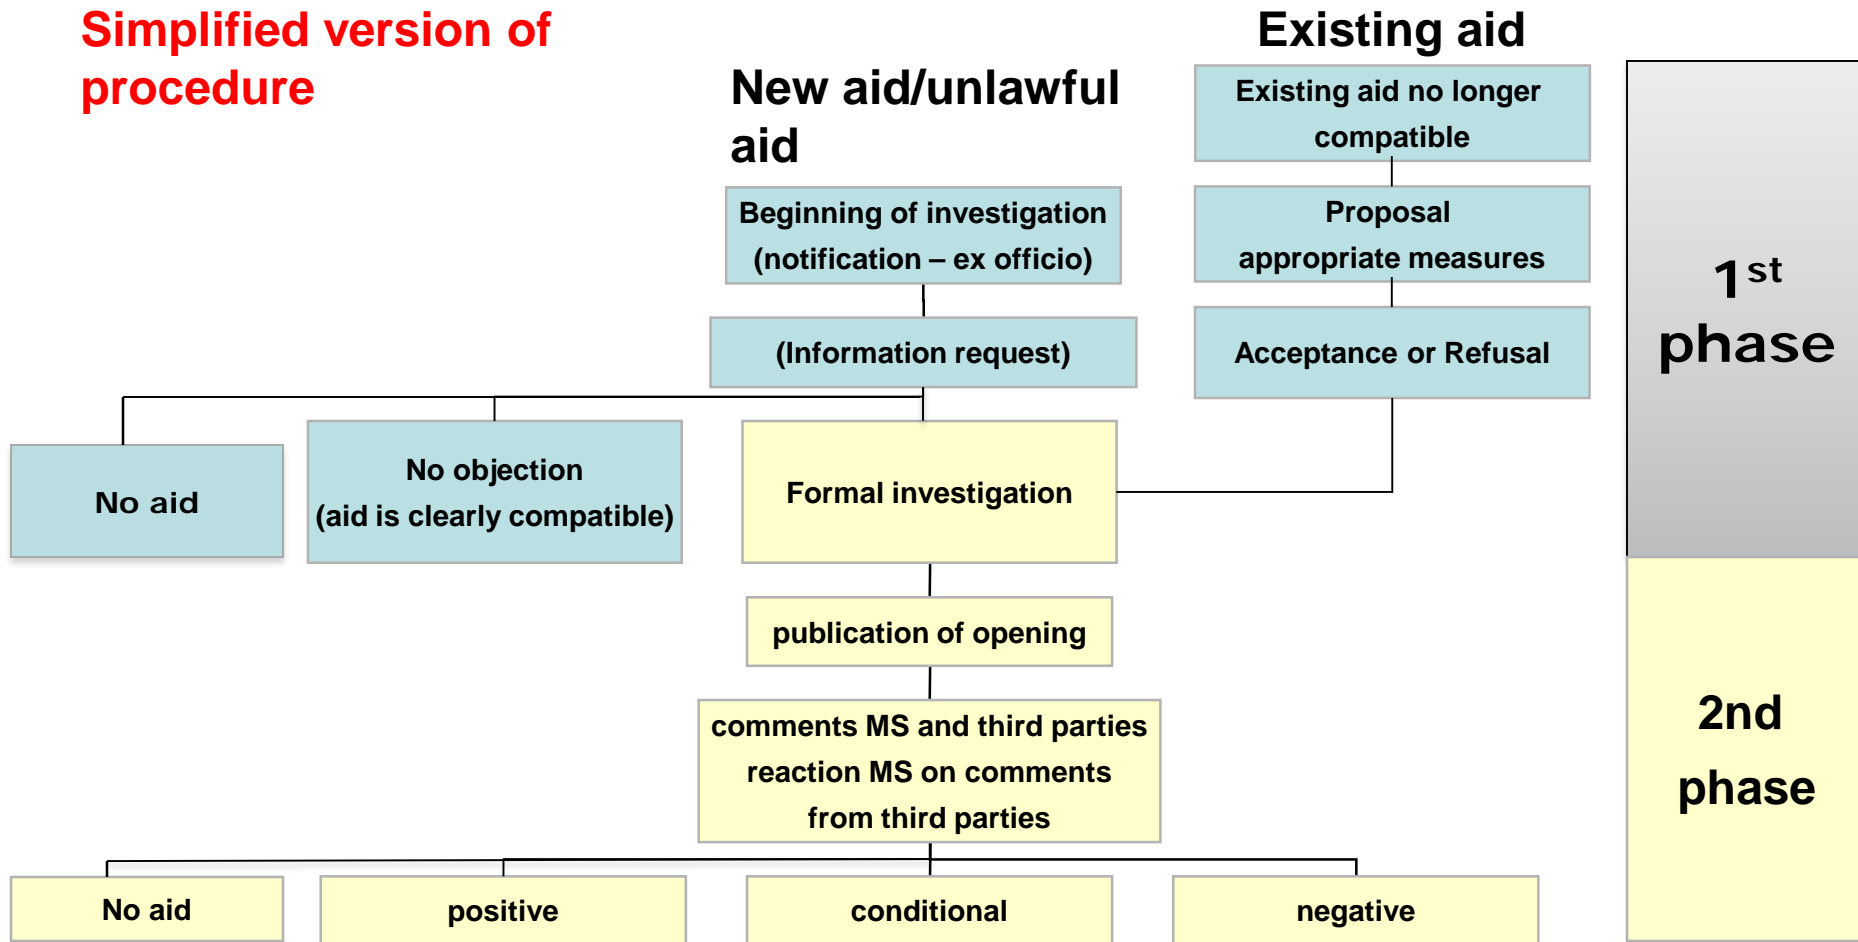 Simplified version of
procedure
Existing aid
New aid/unlawful
aid
Existing aid no longer
compatible
Beginning of investigation
(notification – ex officio)
Proposal
appropriate measures
(Information request)
Acceptance or Refusal
1st
phase
No aid
No objection
(aid is clearly compatible)
Formal investigation
publication of opening
comments MS and third parties
reaction MS on comments
from third parties
2nd
phase
No aid
positive
conditional
negative